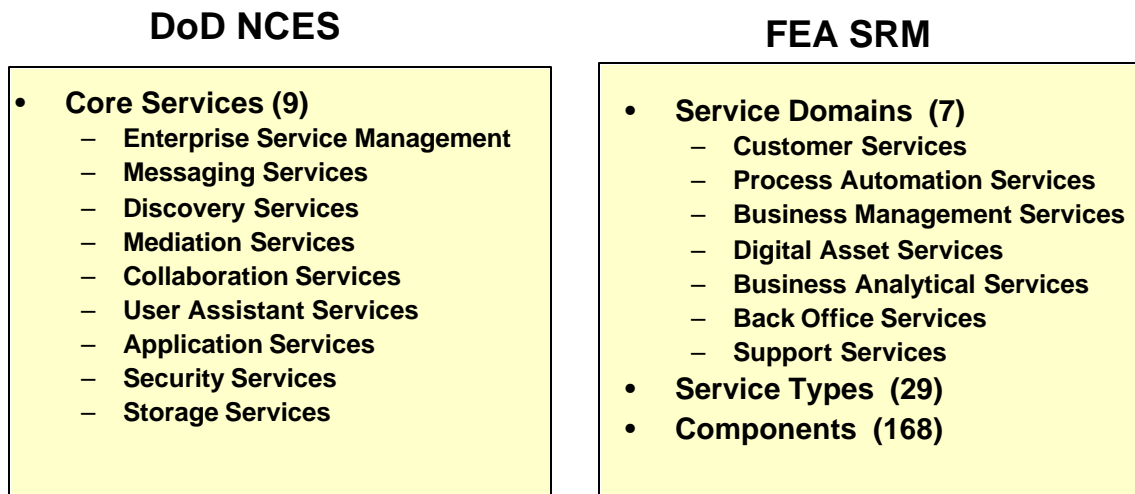 DoD NCES
• Core Services (9)
– Enterprise Service Management
– Messaging Services
– Discovery Services
– Mediation Services
– Collaboration Services
– User Assistant Services
– Application Services
– Security Services
– Storage Services
FEA SRM
• Service Domains (7)
– Customer Services
– Process Automation Services
– Business Management Services
– Digital Asset Services
– Business Analytical Services
– Back Office Services
– Support Services
• Service Types (29)
• Components (168)